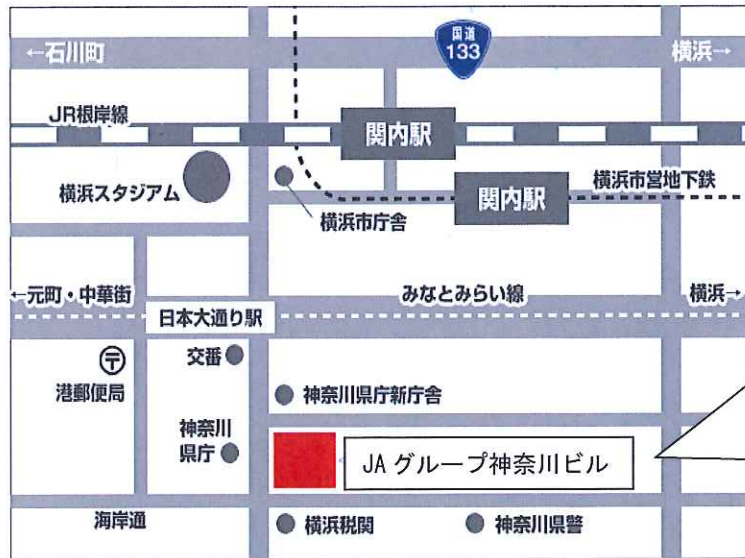 国道
133
←石川町
横浜→
JR根岸線
関内駅
横浜スタジアム
横浜市庁舎
関内駅
横浜市営地下鉄
←元町・中華街
みなとみらい線
横浜→
日本大通り駅
〒
港郵便局
交番
神奈川県庁新庁舎
神奈川
県庁
JAグループ神奈川ビル
海岸通
横浜税関
神奈川県警